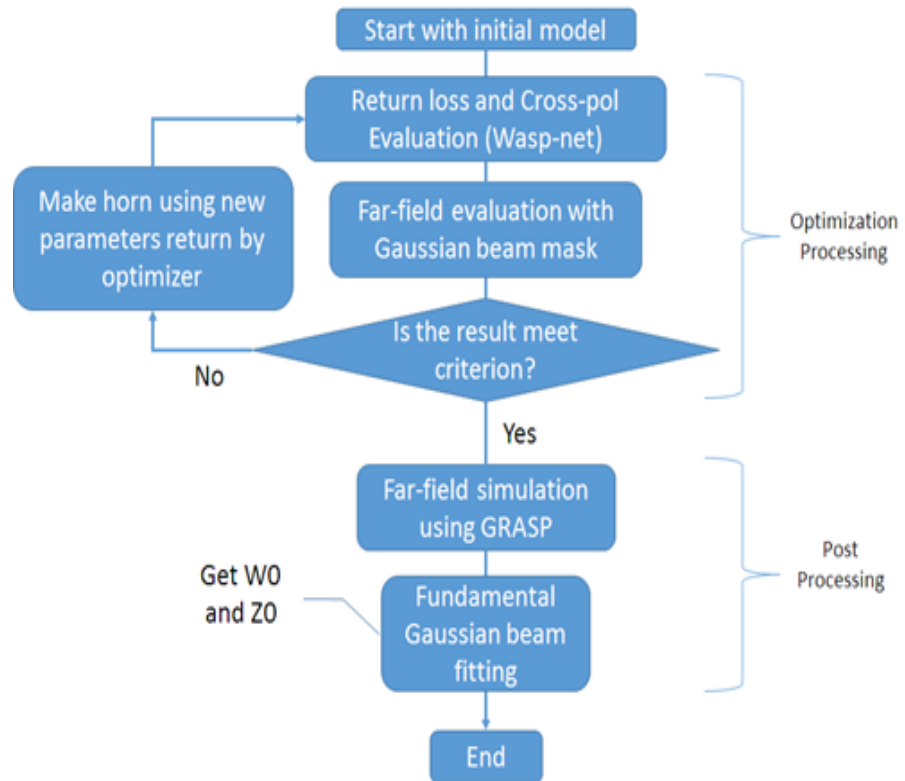 Start with initial model
Return loss and Cross-pol
Evaluation (Wasp-net)
Make horn using new
parameters return by
optimizer
Far-field evaluation with
Gaussian beam mask
Optimization
Processing
Is the result meet
criterion?
No
Yes
Far-field simulation
using GRASP
Post
Processing
Get W0
and Z0
Fundamental
Gaussian beam
fitting
End